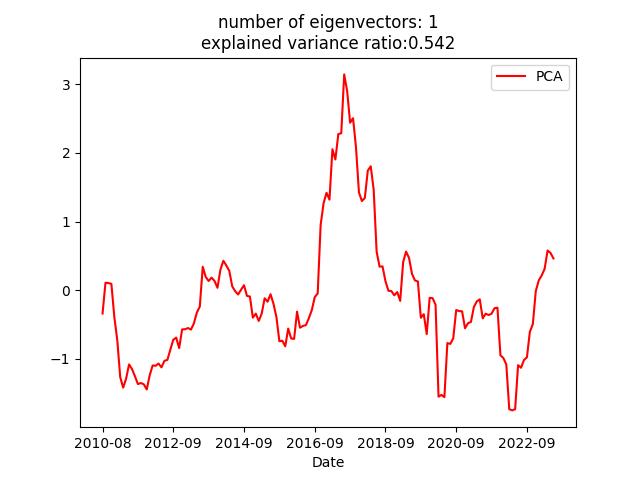 number of eigenvectors: 1
explained variance ratio:0.542
PCA
3
2
1
0
−1
2010-08 2012-09 2014-09 2016-09 2018-09 2020-09 2022-09
Date